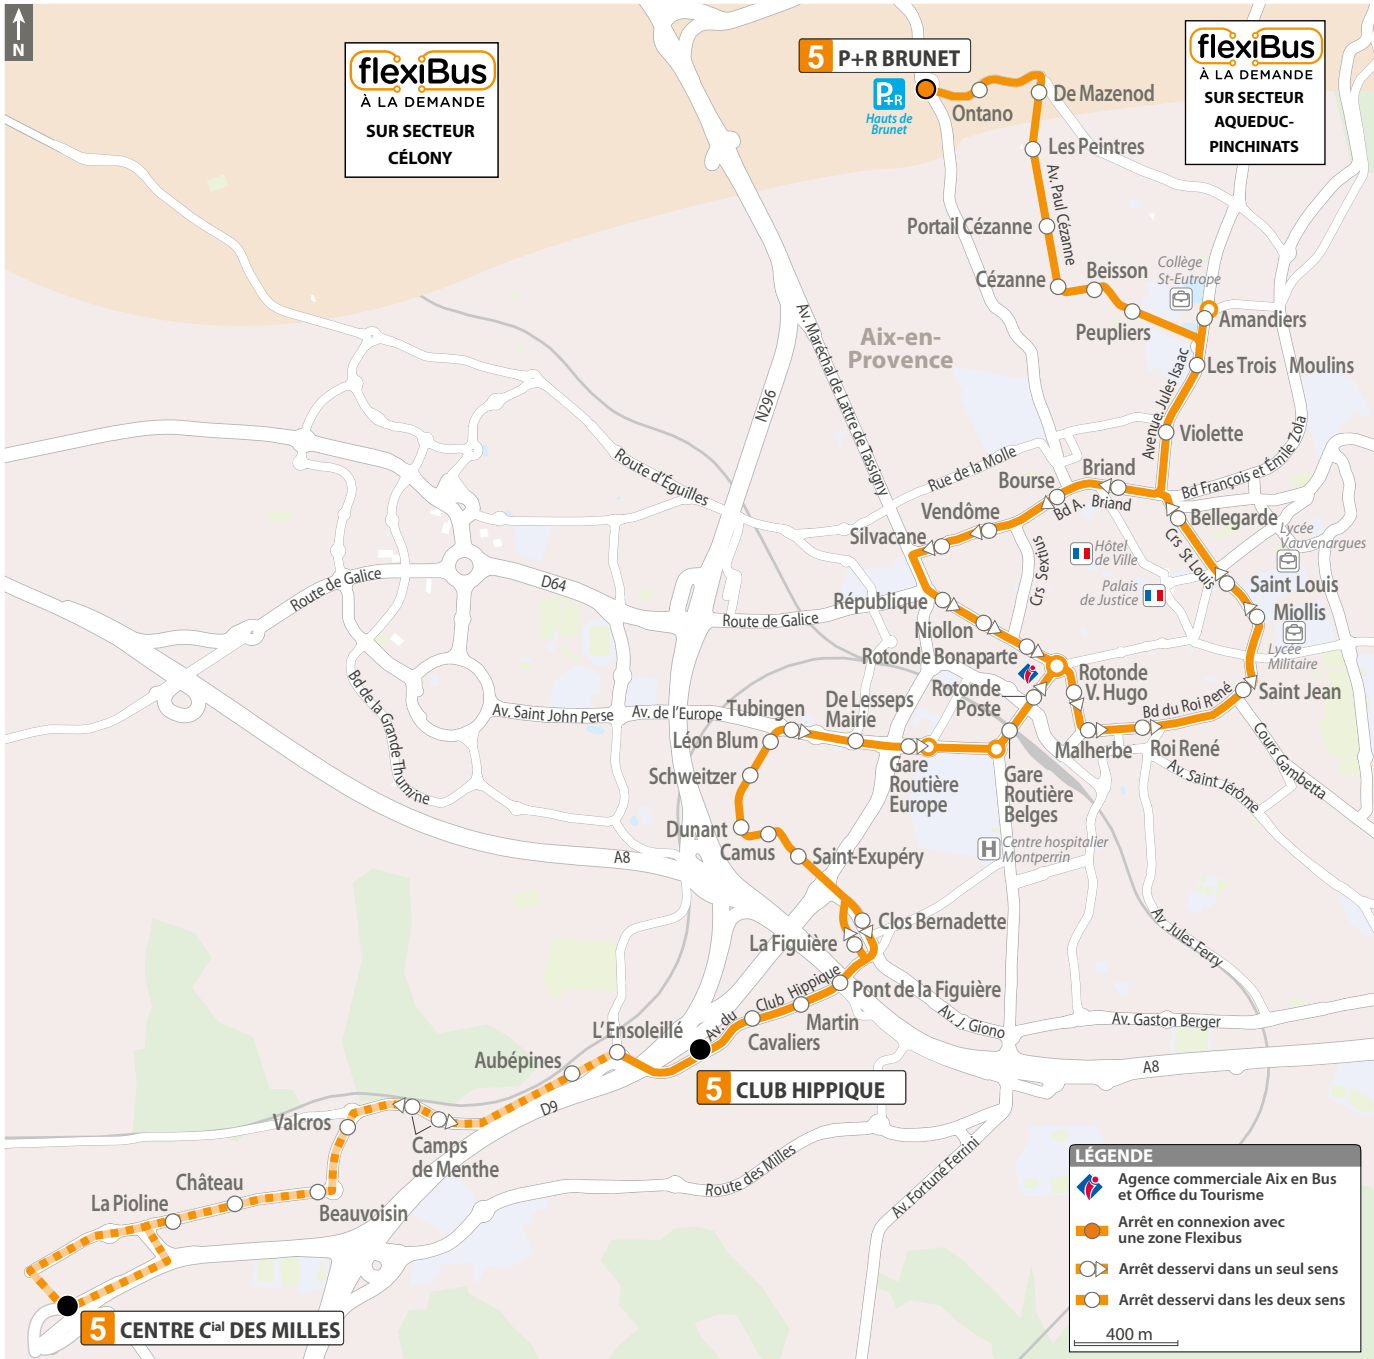 N
flexiBus
À LA DEMANDE
SUR SECTEUR
CÉLONY
5 P+R BRUNET
P+R
Hauts de
Brunet
flexiBus
À LA DEMANDE
SUR SECTEUR
AQUEDUC-
PINCHINATS
Ontano
De Mazenod
Les Peintres
Av. Paul Cézanne
Portail Cézanne
Cézanne
Beisson
Peupliers
Collège
St-Eutrope
Amandiers
Les Trois Moulins
Avenue Jules Isaac
Violette
Aix-en-
Provence
Av. Maréchal de Lattre de Tassigny
N296
Route d'Éguilles
Rue de la Molle
Bd François et Émile Zola
Briand
Bourse
Bd A. Briand
Vendôme
Silvacane
Bellegarde
Crs St Louis
Crs Sextius
Hôtel
de Ville
Palais
de Justice
Lycée
Vauvenargues
Saint Louis
Miollis
Lycée
Militaire
Saint Jean
République
Niollon
Rotonde Bonaparte
Rotonde
V. Hugo
Rotonde
Poste
Bd du Roi René
Malherbe
Roi René
Cours Gambetta
Av. Saint Jérôme
Route de Galice
D64
Route de Galice
Bd de la Grande Thumine
Av. Saint John Perse
Av. de l'Europe
Tubingen
De Lesseps
Mairie
Léon Blum
Schweitzer
Gare
Routière
Europe
Gare
Routière
Belges
Dunant
Camus
Saint-Exupéry
H
Centre hospitalier
Montperrin
A8
Clos Bernadette
La Figuière
Av. Jules Ferry
Pont de la Figuière
Av. du Club Hippique
Martin
Cavaliers
Av. J. Giono
Av. Gaston Berger
A8
L'Ensoleillé
5 CLUB HIPPIQUE
Aubépines
D9
Valcros
Camps
de Menthe
Château
La Pioline
Beauvoisin
Route des Milles
Av. Fortuné Ferrini
5 CENTRE Cial DES MILLES
LÉGENDE
Agence commerciale Aix en Bus
et Office du Tourisme
Arrêt en connexion avec
une zone Flexibus
Arrêt desservi dans un seul sens
Arrêt desservi dans les deux sens
400 m